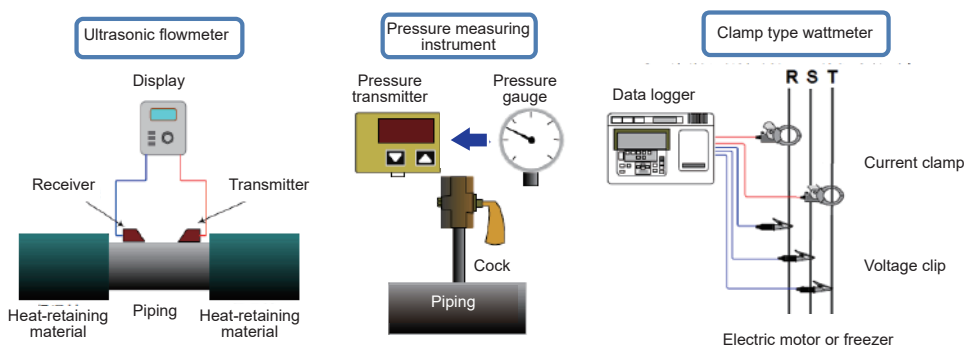 Ultrasonic flowmeter
Display
Receiver
Transmitter
Heat-retaining
material
Piping
Heat-retaining
material
Pressure measuring
instrument
Pressure
transmitter
Pressure
gauge
Cock
Piping
Clamp type wattmeter
R S T
Data logger
Current clamp
Voltage clip
Electric motor or freezer